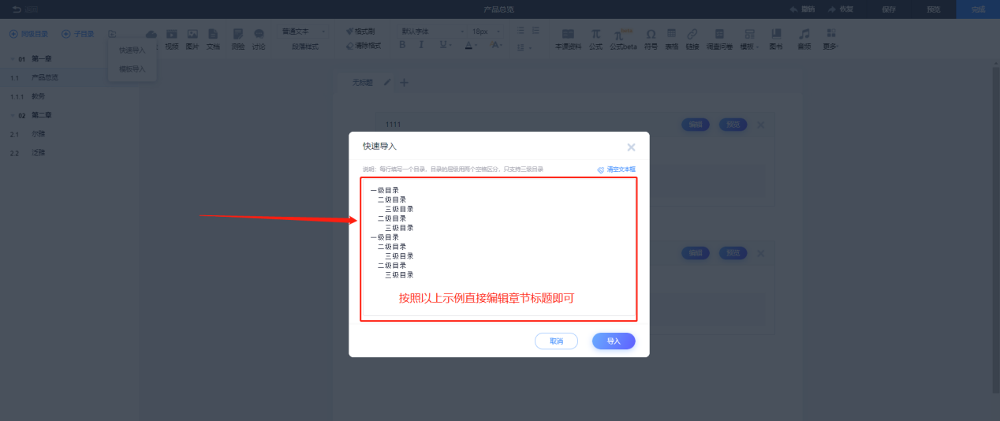 产品总览
撤销 恢复 保存 预览 完成
同级目录 子目录
视频 图片 文档 测验 讨论
普通文本
段落样式
格式刷
清除格式
默认字体 18px
B I U A A
本课资料 公式 公式beta 符号 表格 链接 调查问卷 模板 图书 音频 更多
快速导入
模板导入
01 第一章
1.1 产品总览
1.1.1 教务
02 第二章
2.1 尔雅
2.2 泛雅
无标题
1111
编辑 预览
快速导入
说明：每行填写一个目录，目录的层级用两个空格区分，只支持三级目录
清空文本框
一级目录
二级目录
三级目录
二级目录
三级目录
一级目录
二级目录
三级目录
二级目录
三级目录
按照以上示例直接编辑章节标题即可
编辑 预览
取消 导入